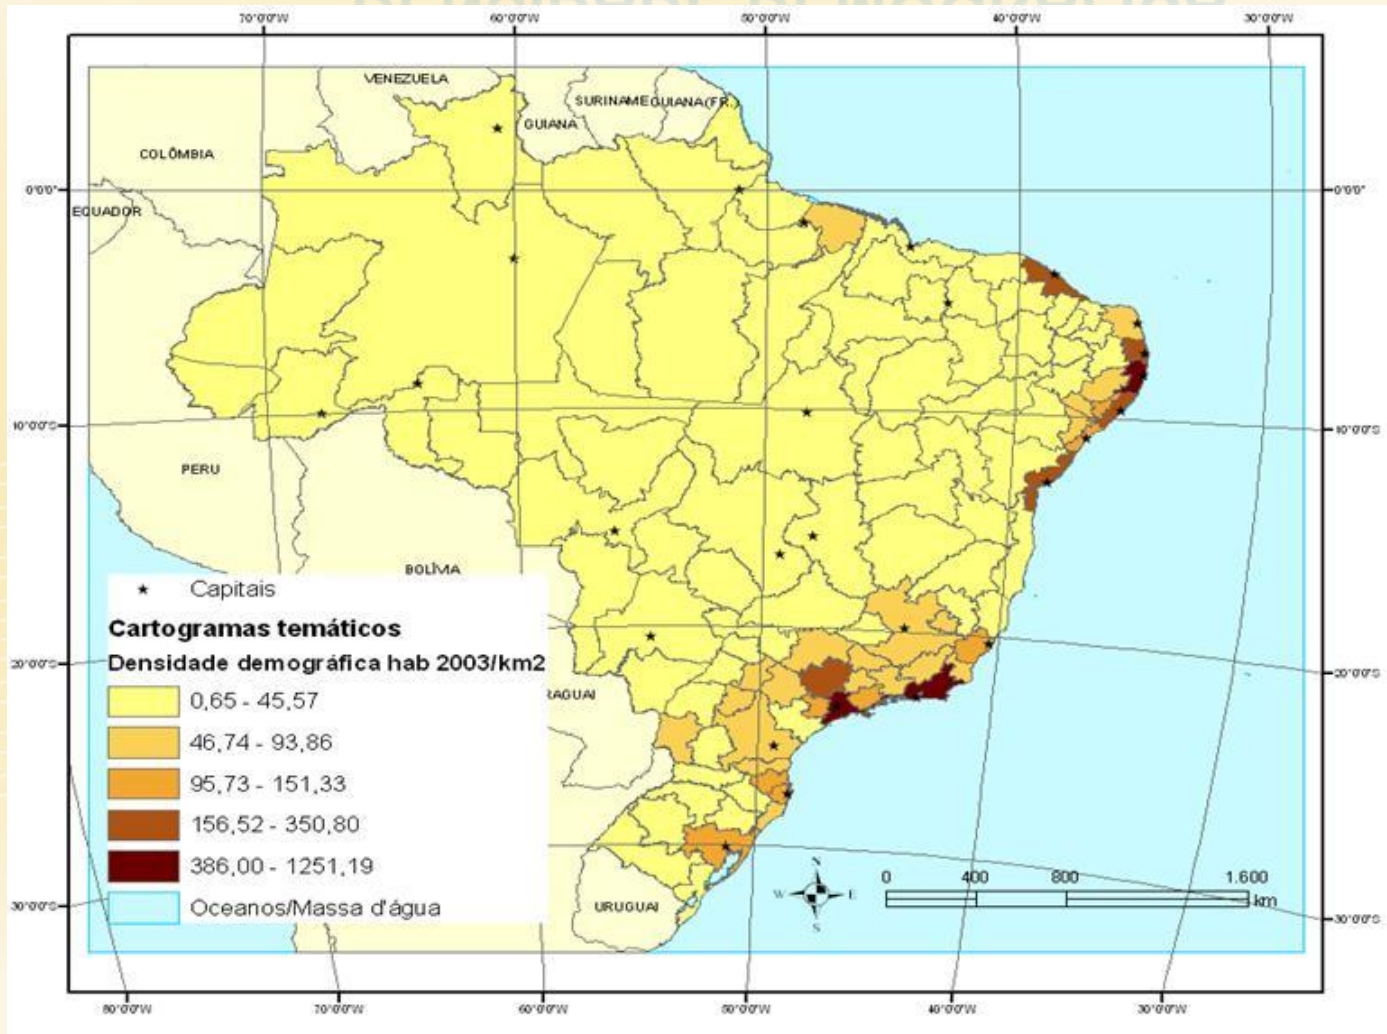 70°0'0"W 60°0'0"W 50°0'0"W 40°0'0"W 30°0'0"W
VENEZUELA
SURINAME GUIANA(FR.)
GUIANA
COLÔMBIA
0°0'0" 0°0'0"
EQUADOR
10°0'0"S 10°0'0"S
PERU
BOLÍVIA
Capitais
Cartogramas temáticos
Densidade demográfica hab 2003/km2
20°0'0"S 20°0'0"S
RAGUAI
0,65 - 45,57
46,74 - 93,86
95,73 - 151,33
156,52 - 350,80
386,00 - 1251,19
Oceanos/Massa d'água
URUGUAI
N
W E
S
0 400 800 1.600
km
30°0'0"S 30°0'0"S
80°0'0"W 70°0'0"W 60°0'0"W 50°0'0"W 40°0'0"W 30°0'0"W